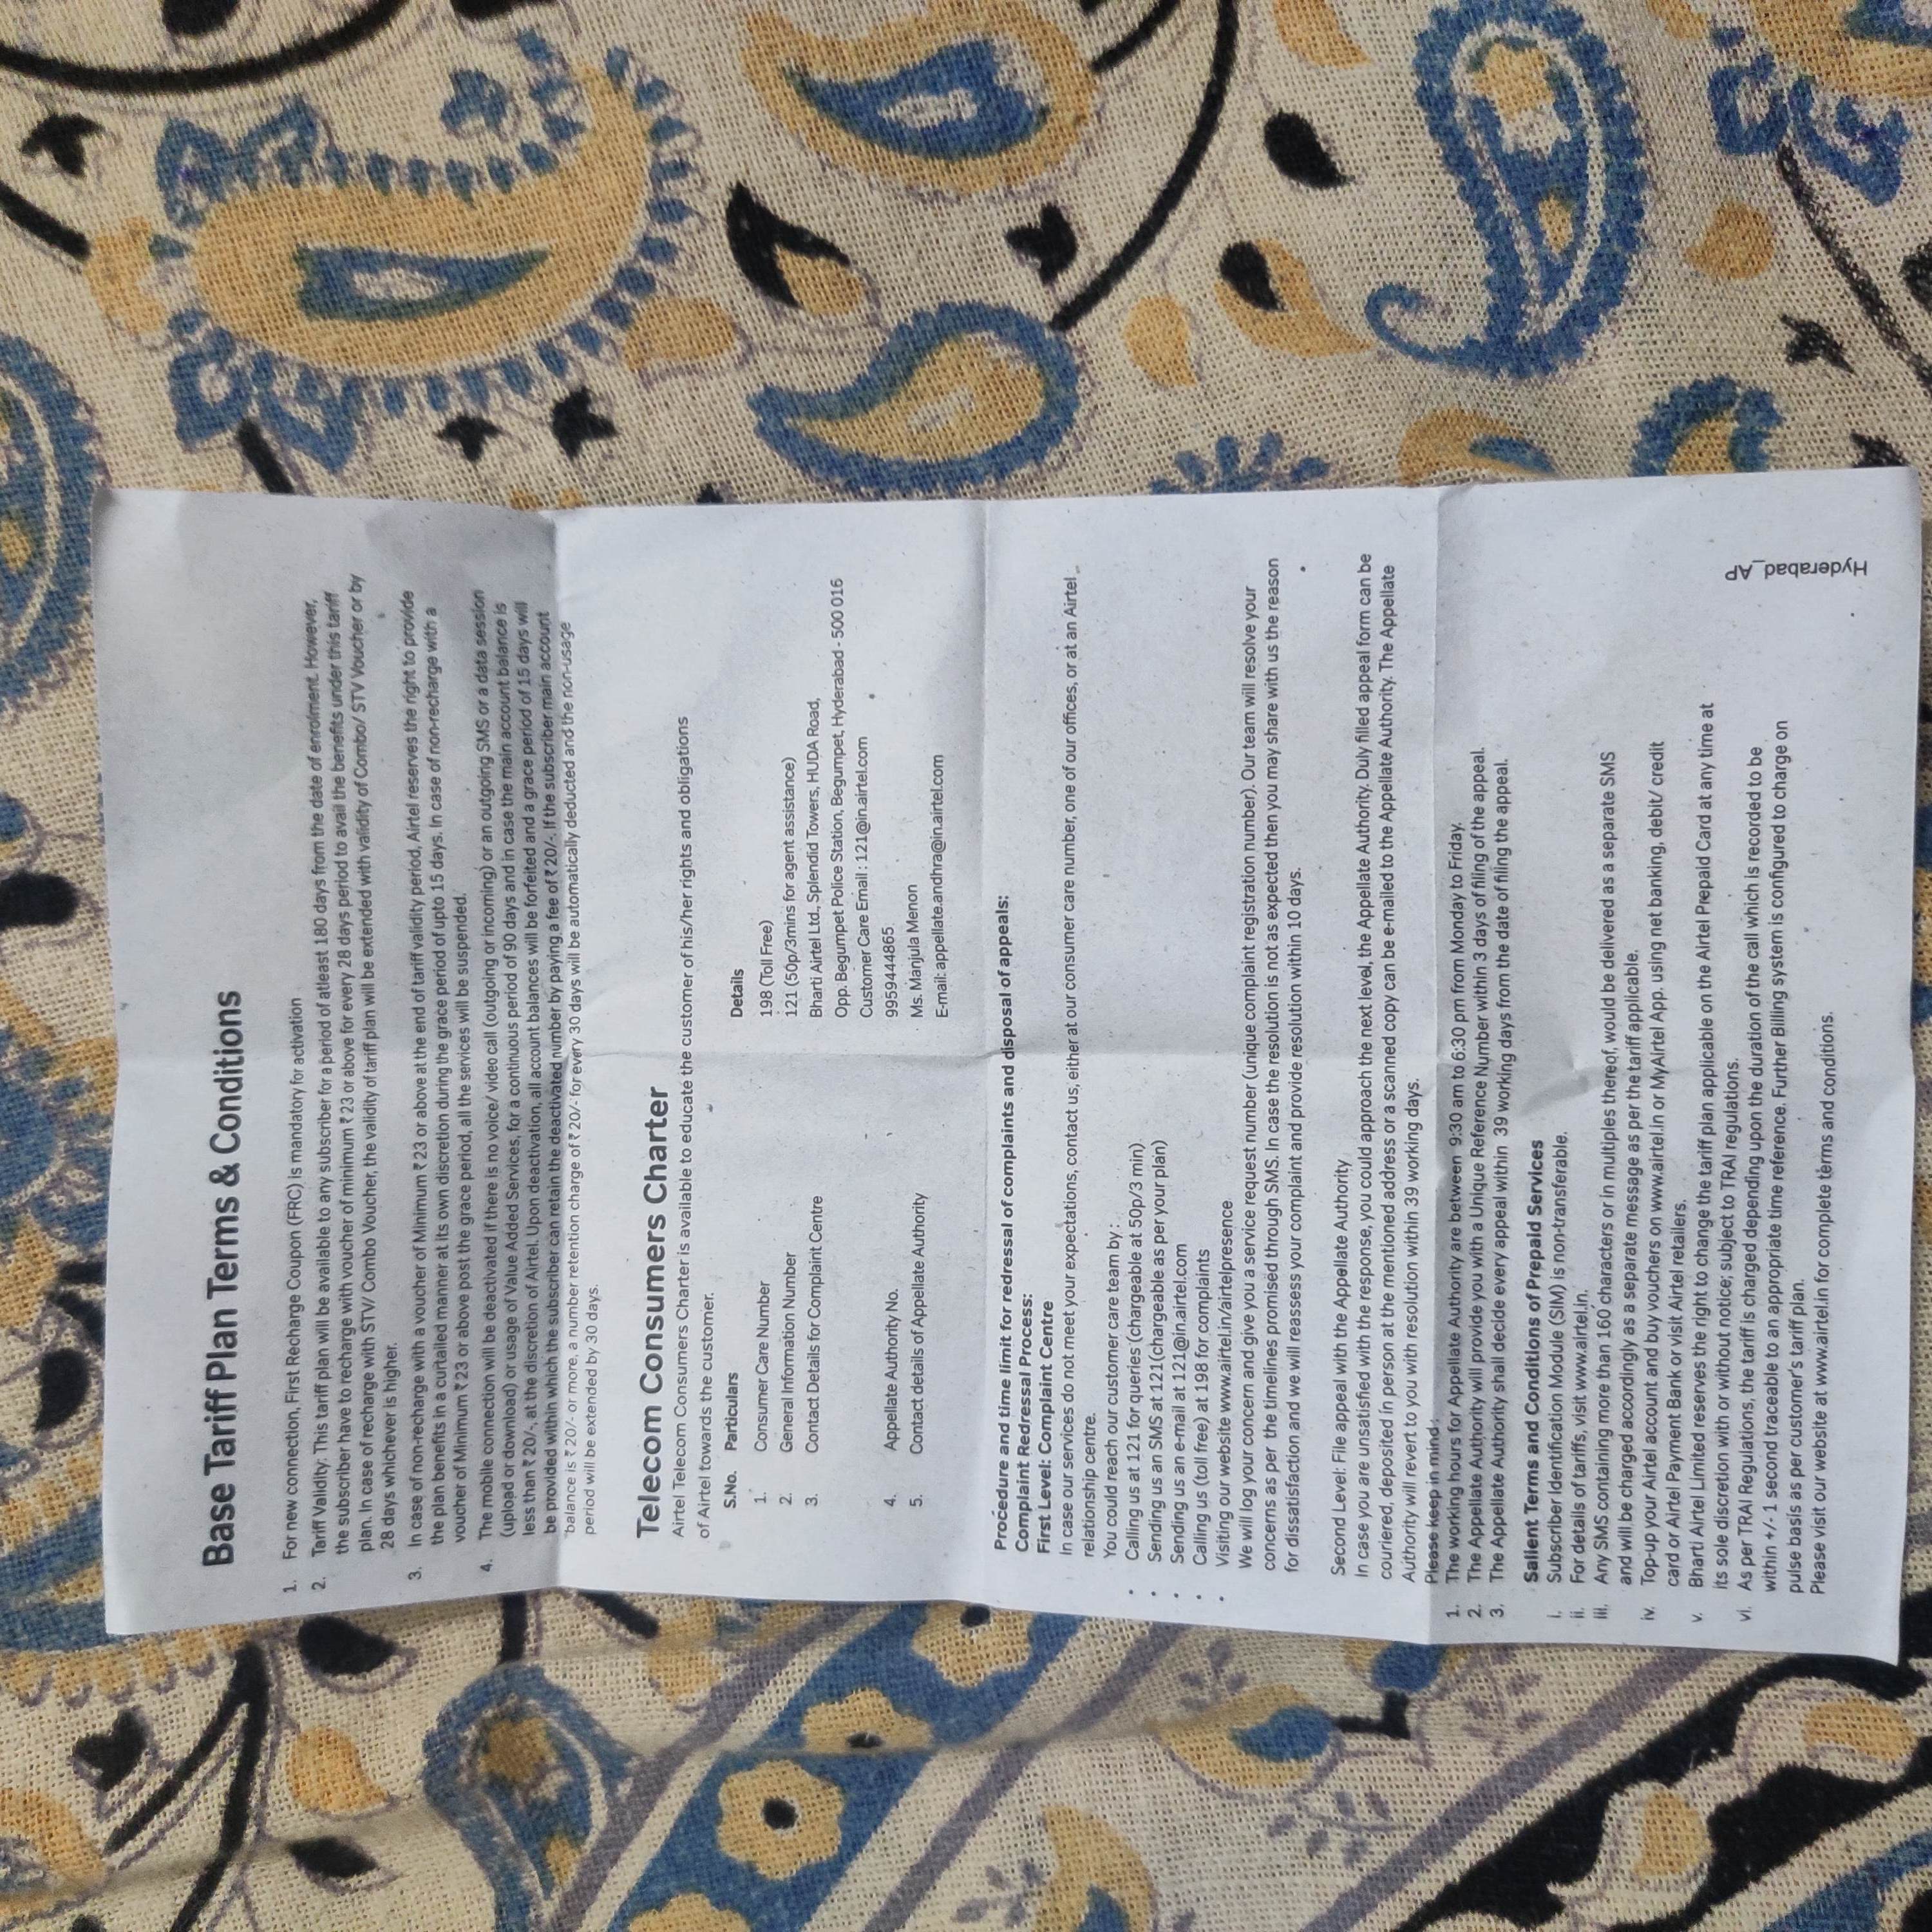 Base Tariff Plan Terms & Conditions
1. For new connection, First Recharge Coupon (FRC) is mandatory for activation
2. Tariff Validity: This tariff plan will be available to any subscriber for a period of atleast 180 days from the date of enrolment. However,
the subscriber have to recharge with voucher of minimum ₹ 23 or above for every 28 days period to avail the benefits under this tariff
plan. In case of recharge with STV/ Combo Voucher, the validity of tariff plan will be extended with validity of Combo/ STV Voucher or by
28 days whichever is higher.
3. In case of non-recharge with a voucher of Minimum ₹ 23 or above at the end of tariff validity period, Airtel reserves the right to provide
the plan benefits in a curtailed manner at its own discretion during the grace period of upto 15 days. In case of non-recharge with a
voucher of Minimum ₹ 23 or above post the grace period, all the services will be suspended.
4. The mobile connection will be deactivated if there is no voice/ video call (outgoing or incoming) or an outgoing SMS or a data session
(upload or download) or usage of Value Added Services, for a continuous period of 90 days and in case the main account balance is
less than ₹ 20/-, at the discretion of Airtel. Upon deactivation, all account balances will be forfeited and a grace period of 15 days will
be provided within which the subscriber can retain the deactivated number by paying a fee of ₹ 20/-. If the subscriber main account
balance is ₹ 20/- or more, a number retention charge of ₹ 20/- for every 30 days will be automatically deducted and the non-usage
period will be extended by 30 days.
Telecom Consumers Charter
Airtel Telecom Consumers Charter is available to educate the customer of his/her rights and obligations
of Airtel towards the customer.
S.No. Particulars Details
1. Consumer Care Number 198 (Toll Free)
2. General Information Number 121 (50p/3mins for agent assistance)
3. Contact Details for Complaint Centre Bharti Airtel Ltd., Splendid Towers, HUDA Road,
Opp. Begumpet Police Station, Begumpet, Hyderabad - 500 016
Customer Care Email : 121@in.airtel.com
4. Appellate Authority No. 9959444865
5. Contact details of Appellate Authority Ms. Manjula Menon
E-mail: appellate.andhra@in.airtel.com
Procedure and time limit for redressal of complaints and disposal of appeals:
Complaint Redressal Process:
First Level: Complaint Centre
In case our services do not meet your expectations, contact us, either at our consumer care number, one of our offices, or at an Airtel
relationship centre.
You could reach our customer care team by :
• Calling us at 121 for queries (chargeable at 50p/3 min)
• Sending us an SMS at 121(chargeable as per your plan)
• Sending us an e-mail at 121@in.airtel.com
• Calling us (toll free) at 198 for complaints
• Visiting our website www.airtel.in/airtelpresence
We will log your concern and give you a service request number (unique complaint registration number). Our team will resolve your
concerns as per the timelines promised through SMS. In case the resolution is not as expected then you may share with us the reason
for dissatisfaction and we will reassess your complaint and provide resolution within 10 days.
Second Level: File appeal with the Appellate Authority
In case you are unsatisfied with the response, you could approach the next level, the Appellate Authority. Duly filled appeal form can be
couriered, deposited in person at the mentioned address or a scanned copy can be e-mailed to the Appellate Authority. The Appellate
Authority will revert to you with resolution within 39 working days.
Please keep in mind :
1. The working hours for Appellate Authority are between 9:30 am to 6:30 pm from Monday to Friday.
2. The Appellate Authority will provide you with a Unique Reference Number within 3 days of filing of the appeal.
3. The Appellate Authority shall decide every appeal within 39 working days from the date of filing the appeal.
Salient Terms and Conditions of Prepaid Services
i. Subscriber Identification Module (SIM) is non-transferable.
ii. For details of tariffs, visit www.airtel.in.
iii. Any SMS containing more than 160 characters or in multiples thereof, would be delivered as a separate SMS
and will be charged accordingly as a separate message as per the tariff applicable.
iv. Top-up your Airtel account and buy vouchers on www.airtel.in or MyAirtel App. using net banking, debit/ credit
card or Airtel Payment Bank or visit Airtel retailers.
v. Bharti Airtel Limited reserves the right to change the tariff plan applicable on the Airtel Prepaid Card at any time at
its sole discretion with or without notice; subject to TRAI regulations.
vi. As per TRAI Regulations, the tariff is charged depending upon the duration of the call which is recorded to be
within +/- 1 second traceable to an appropriate time reference. Further Billing system is configured to charge on
pulse basis as per customer's tariff plan.
Please visit our website at www.airtel.in for complete terms and conditions.
Hyderabad_AP